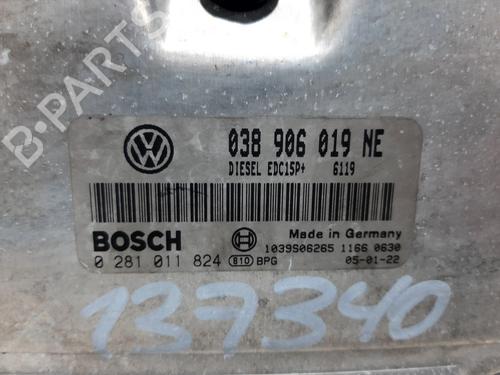 B-PARTS
038 906 019 NE
DIESEL EDC15P+ 6119
BOSCH
Made in Germany
1039S06265 1166 0630
0 281 011 824 810 BPG 05-01-22
137340